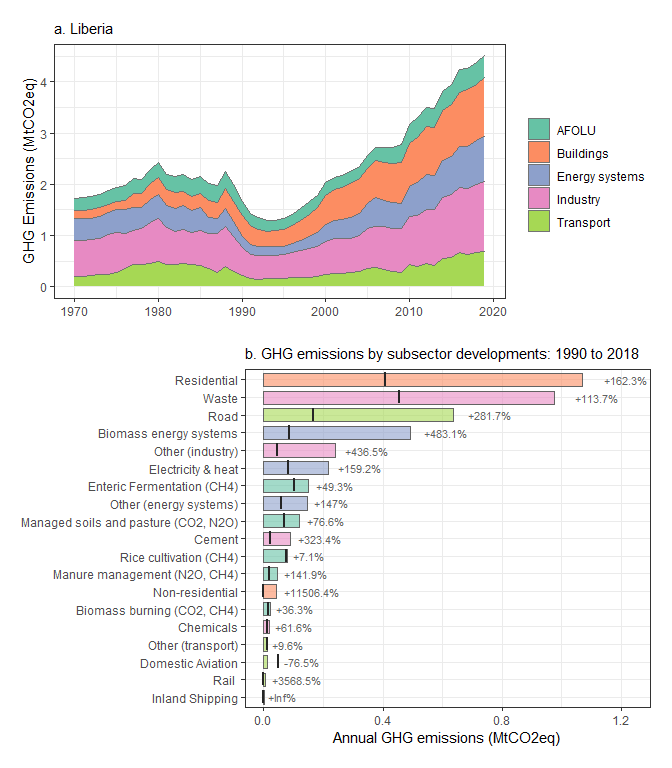 a. Liberia
GHG Emissions (MtCO2eq)
4
3
2
1
0
1970
1980
1990
2000
2010
2020
AFOLU
Buildings
Energy systems
Industry
Transport
b. GHG emissions by subsector developments: 1990 to 2018
Residential +162.3%
Waste +113.7%
Road +281.7%
Biomass energy systems +483.1%
Other (industry) +436.5%
Electricity & heat +159.2%
Enteric Fermentation (CH4) +49.3%
Other (energy systems) +147%
Managed soils and pasture (CO2, N2O) +76.6%
Cement +323.4%
Rice cultivation (CH4) +7.1%
Manure management (N2O, CH4) +141.9%
Non-residential +11506.4%
Biomass burning (CO2, CH4) +36.3%
Chemicals +61.6%
Other (transport) +9.6%
Domestic Aviation -76.5%
Rail +3568.5%
Inland Shipping +Inf%
0.0
0.4
0.8
1.2
Annual GHG emissions (MtCO2eq)